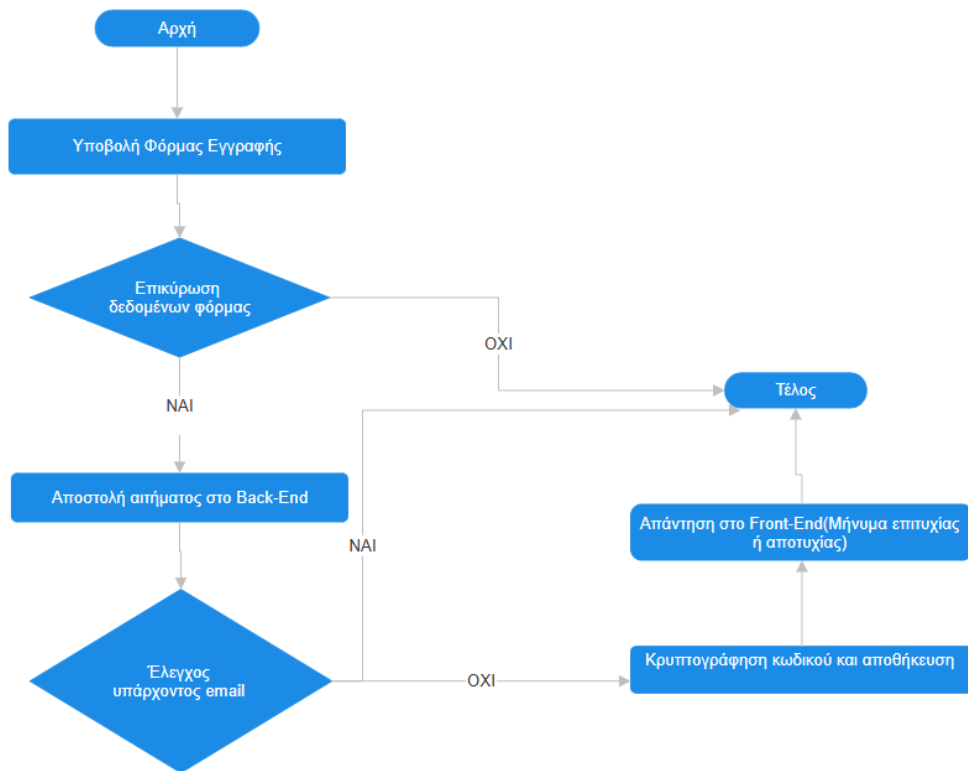 Αρχή
Υποβολή Φόρμας Εγγραφής
Επικύρωση
δεδομένων φόρμας
ΟΧΙ
ΝΑΙ
Τέλος
Αποστολή αιτήματος στο Back-End
ΝΑΙ
Απάντηση στο Front-End(Μήνυμα επιτυχίας
ή αποτυχίας)
Έλεγχος
υπάρχοντος email
ΟΧΙ
Κρυπτογράφηση κωδικού και αποθήκευση